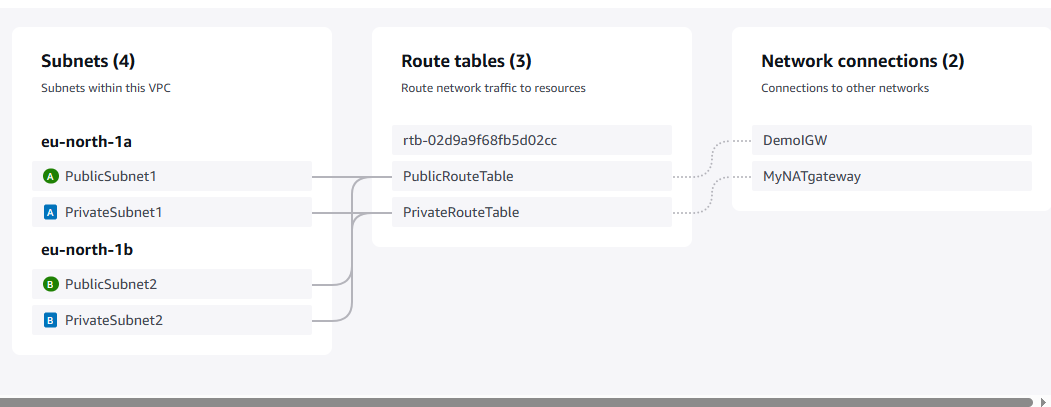 Subnets (4)
Subnets within this VPC
eu-north-1a
A PublicSubnet1
A PrivateSubnet1
eu-north-1b
B PublicSubnet2
B PrivateSubnet2
Route tables (3)
Route network traffic to resources
rtb-02d9a9f68fb5d02cc
PublicRouteTable
PrivateRouteTable
Network connections (2)
Connections to other networks
DemoIGW
MyNATgateway